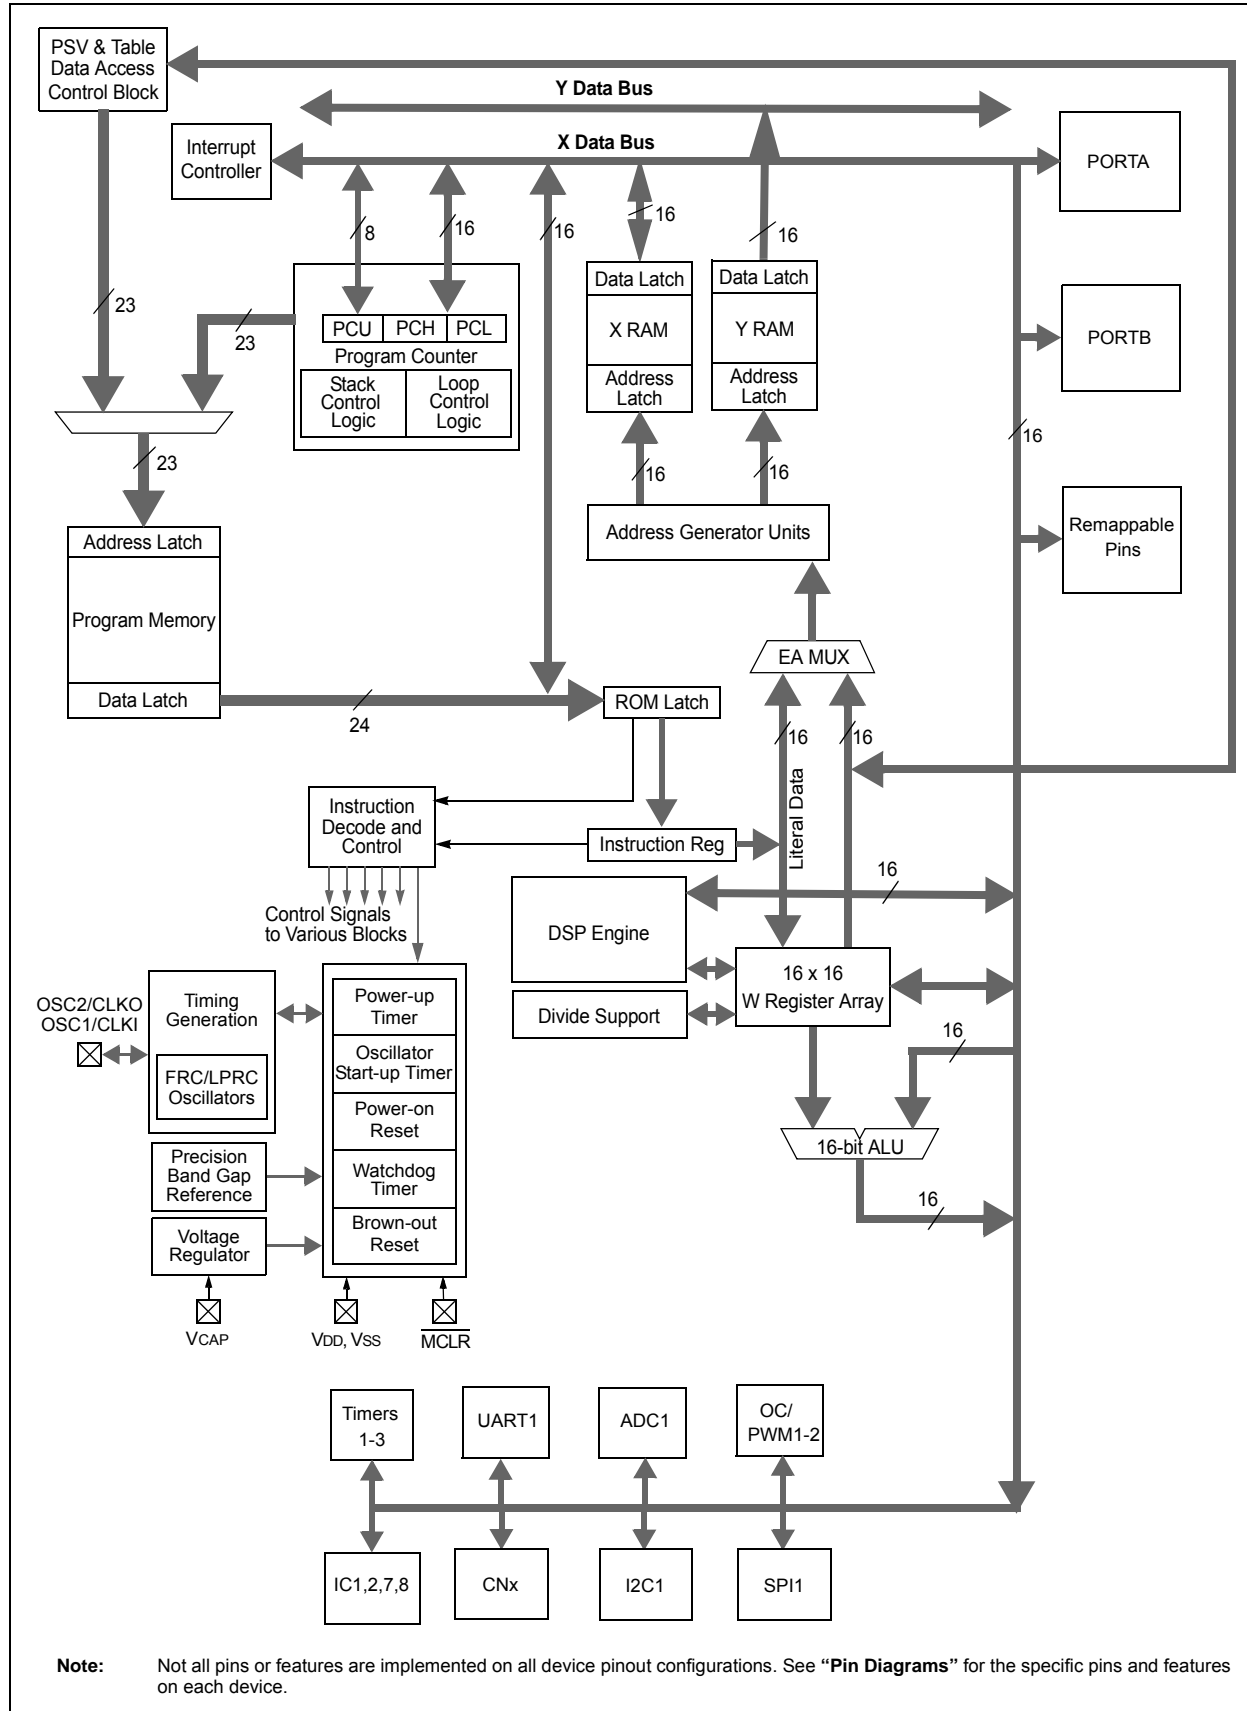 PSV & Table
Data Access
Control Block
Y Data Bus
X Data Bus
Interrupt
Controller
PORTA
8
16
16
16
16
23
23
Data Latch
X RAM
Address
Latch
Data Latch
Y RAM
Address
Latch
PCU
PCH
PCL
Program Counter
Stack
Control
Logic
Loop
Control
Logic
PORTB
16
23
16
16
Address Generator Units
Remappable
Pins
Address Latch
Program Memory
Data Latch
24
EA MUX
ROM Latch
16
16
Literal Data
Instruction
Decode and
Control
Instruction Reg
Control Signals
to Various Blocks
16
DSP Engine
16 x 16
W Register Array
Divide Support
OSC2/CLKO
OSC1/CLKI
Timing
Generation
FRC/LPRC
Oscillators
Power-up
Timer
Oscillator
Start-up Timer
Power-on
Reset
Watchdog
Timer
Brown-out
Reset
16
16-bit ALU
16
Precision
Band Gap
Reference
Voltage
Regulator
VCAP
VDD, VSS
MCLR
Timers
1-3
UART1
ADC1
OC/
PWM1-2
IC1,2,7,8
CNx
I2C1
SPI1
Note: Not all pins or features are implemented on all device pinout configurations. See “Pin Diagrams” for the specific pins and features
on each device.